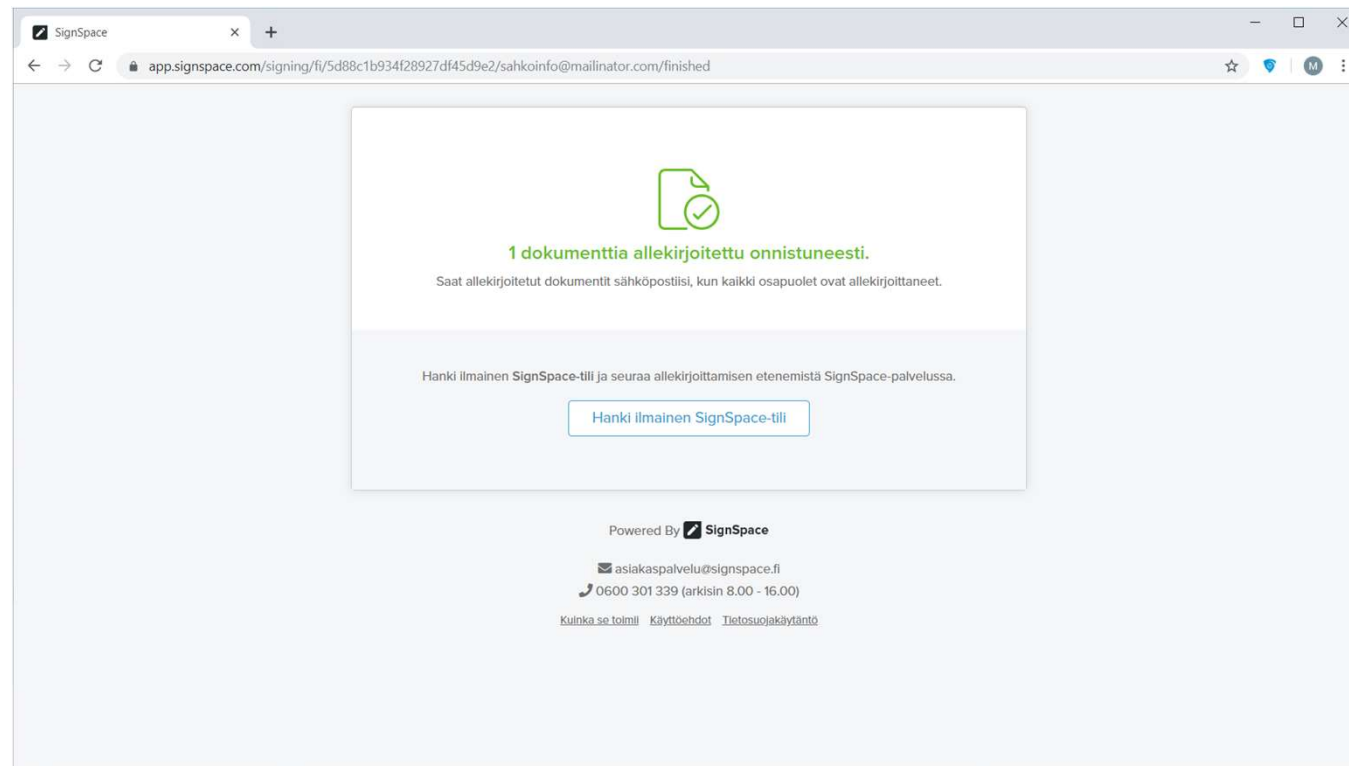 SignSpace
app.signspace.com/signing/fi/5d88c1b934f28927df45d9e2/sahkoinfo@mailinator.com/finished
M
1 dokumenttia allekirjoitettu onnistuneesti.
Saat allekirjoitetut dokumentit sähköpostiisi, kun kaikki osapuolet ovat allekirjoittaneet.
Hanki ilmainen SignSpace-tili ja seuraa allekirjoittamisen etenemistä SignSpace-palvelussa.
Hanki ilmainen SignSpace-tili
Powered By SignSpace
asiakaspalvelu@signspace.fi
0600 301 339 (arkisin 8.00 - 16.00)
Kuinka se toimii Käyttöehdot Tietosuojakäytäntö